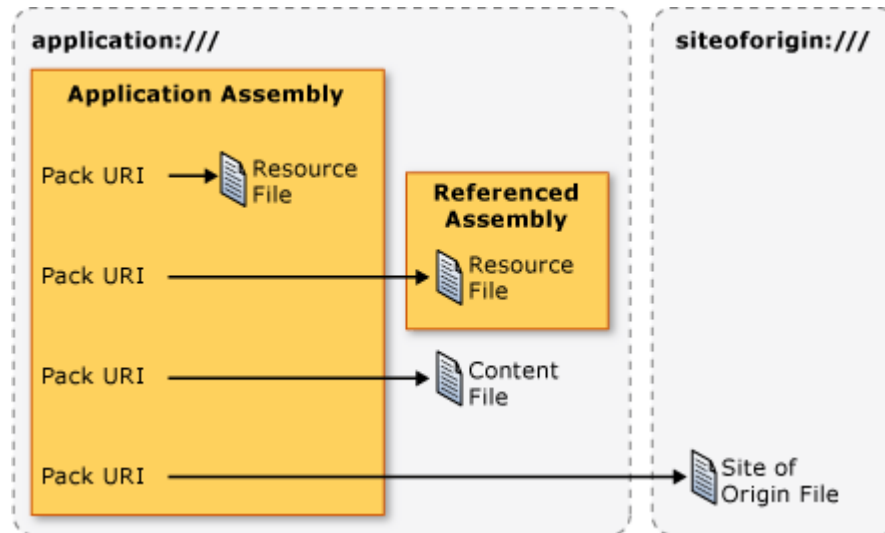 application:///
siteoforigin:///
Application Assembly
Pack URI
Resource
File
Referenced
Assembly
Pack URI
Resource
File
Pack URI
Content
File
Pack URI
Site of
Origin File